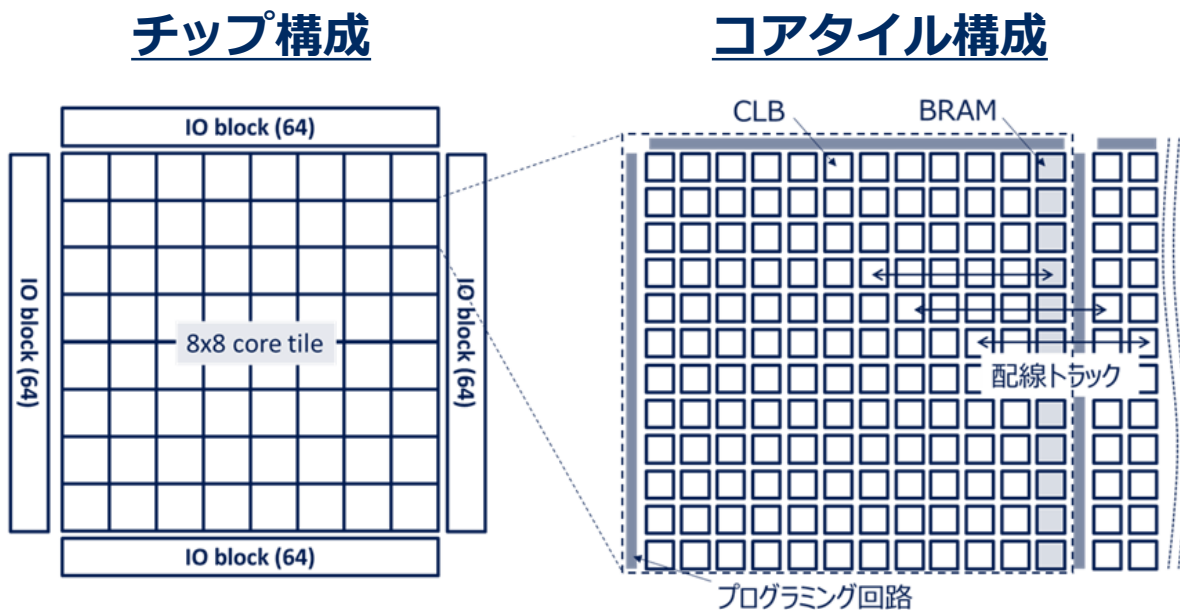 チップ構成
コアタイル構成
IO block (64)
IO block (64)
8x8 core tile
IO block (64)
IO block (64)
CLB
BRAM
配線トラック
プログラミング回路